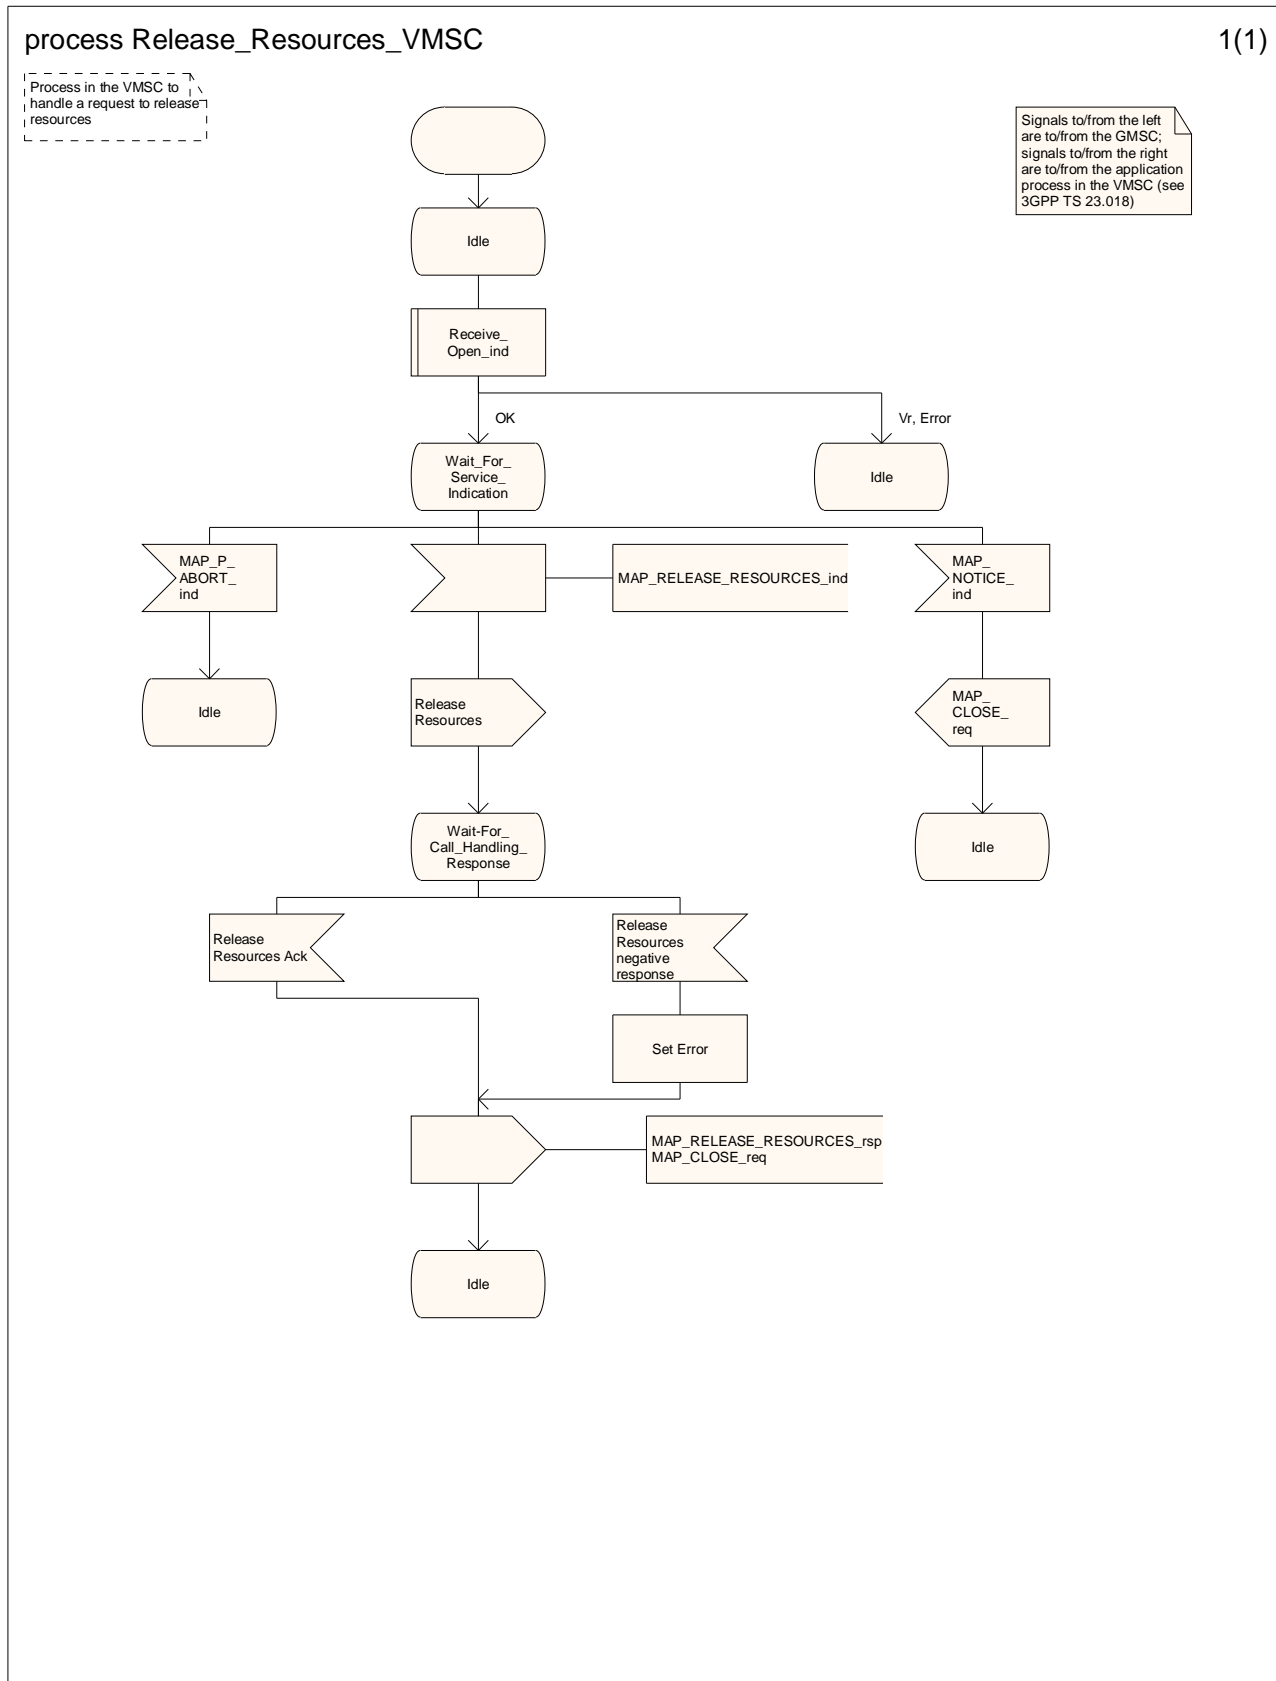 process Release_Resources_VMSC
1(1)
Process in the VMSC to
handle a request to release
resources
Signals to/from the left
are to/from the GMSC;
signals to/from the right
are to/from the application
process in the VMSC (see
3GPP TS 23.018)
Idle
Receive_
Open_ind
OK
Vr, Error
Wait_For_
Service_
Indication
Idle
MAP_P_
ABORT_
ind
MAP_RELEASE_RESOURCES_ind
MAP_
NOTICE_
ind
Idle
Release
Resources
MAP_
CLOSE_
req
Wait-For_
Call_Handling_
Response
Idle
Release
Resources Ack
Release
Resources
negative
response
Set Error
MAP_RELEASE_RESOURCES_rsp
MAP_CLOSE_req
Idle